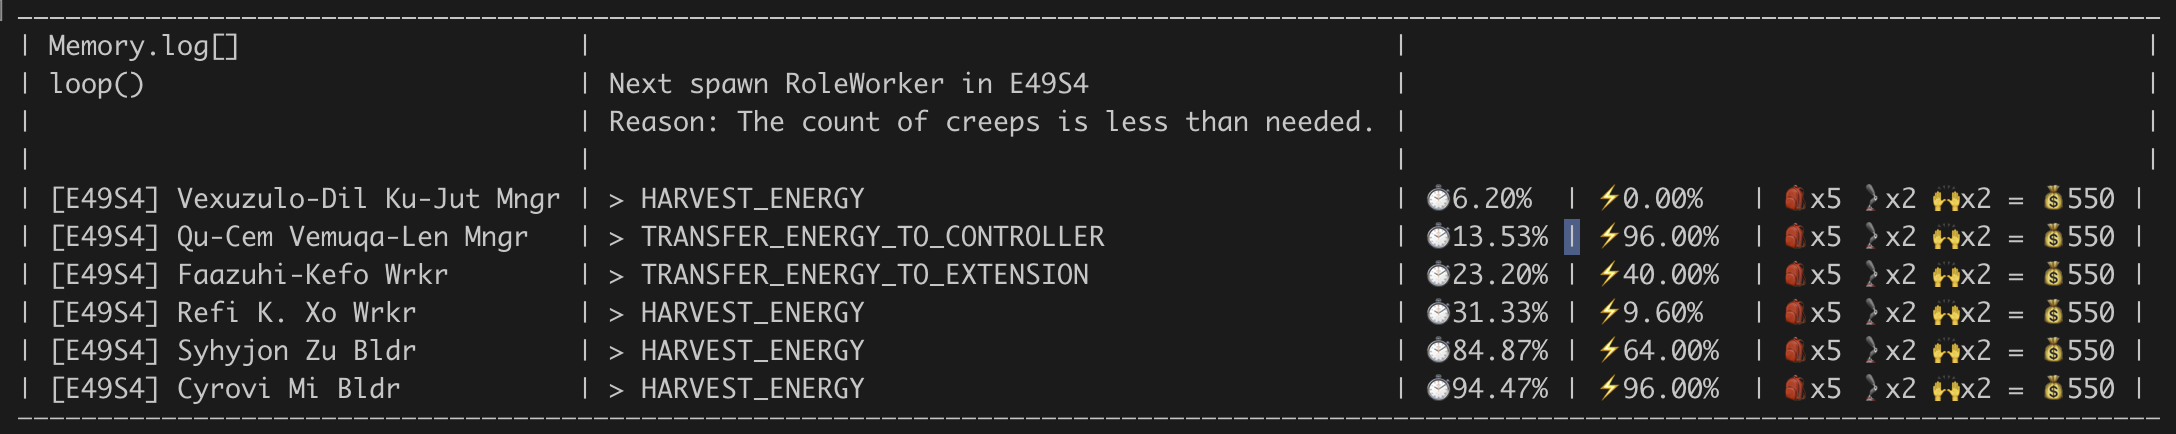 | Memory.log[] | | |
| loop() | Next spawn RoleWorker in E49S4 | |
| | Reason: The count of creeps is less than needed. | |
| | | |
| [E49S4] Vexuzulo-Dil Ku-Jut Mngr | > HARVEST_ENERGY | ⏱6.20% | ⚡0.00% | 🎒x5 🦿x2 🙌x2 = 💰550 |
| [E49S4] Qu-Cem Vemuqa-Len Mngr | > TRANSFER_ENERGY_TO_CONTROLLER | ⏱13.53% | ⚡96.00% | 🎒x5 🦿x2 🙌x2 = 💰550 |
| [E49S4] Faazuhi-Kefo Wrkr | > TRANSFER_ENERGY_TO_EXTENSION | ⏱23.20% | ⚡40.00% | 🎒x5 🦿x2 🙌x2 = 💰550 |
| [E49S4] Refi K. Xo Wrkr | > HARVEST_ENERGY | ⏱31.33% | ⚡9.60% | 🎒x5 🦿x2 🙌x2 = 💰550 |
| [E49S4] Syhyjon Zu Bldr | > HARVEST_ENERGY | ⏱84.87% | ⚡64.00% | 🎒x5 🦿x2 🙌x2 = 💰550 |
| [E49S4] Cyrovi Mi Bldr | > HARVEST_ENERGY | ⏱94.47% | ⚡96.00% | 🎒x5 🦿x2 🙌x2 = 💰550 |